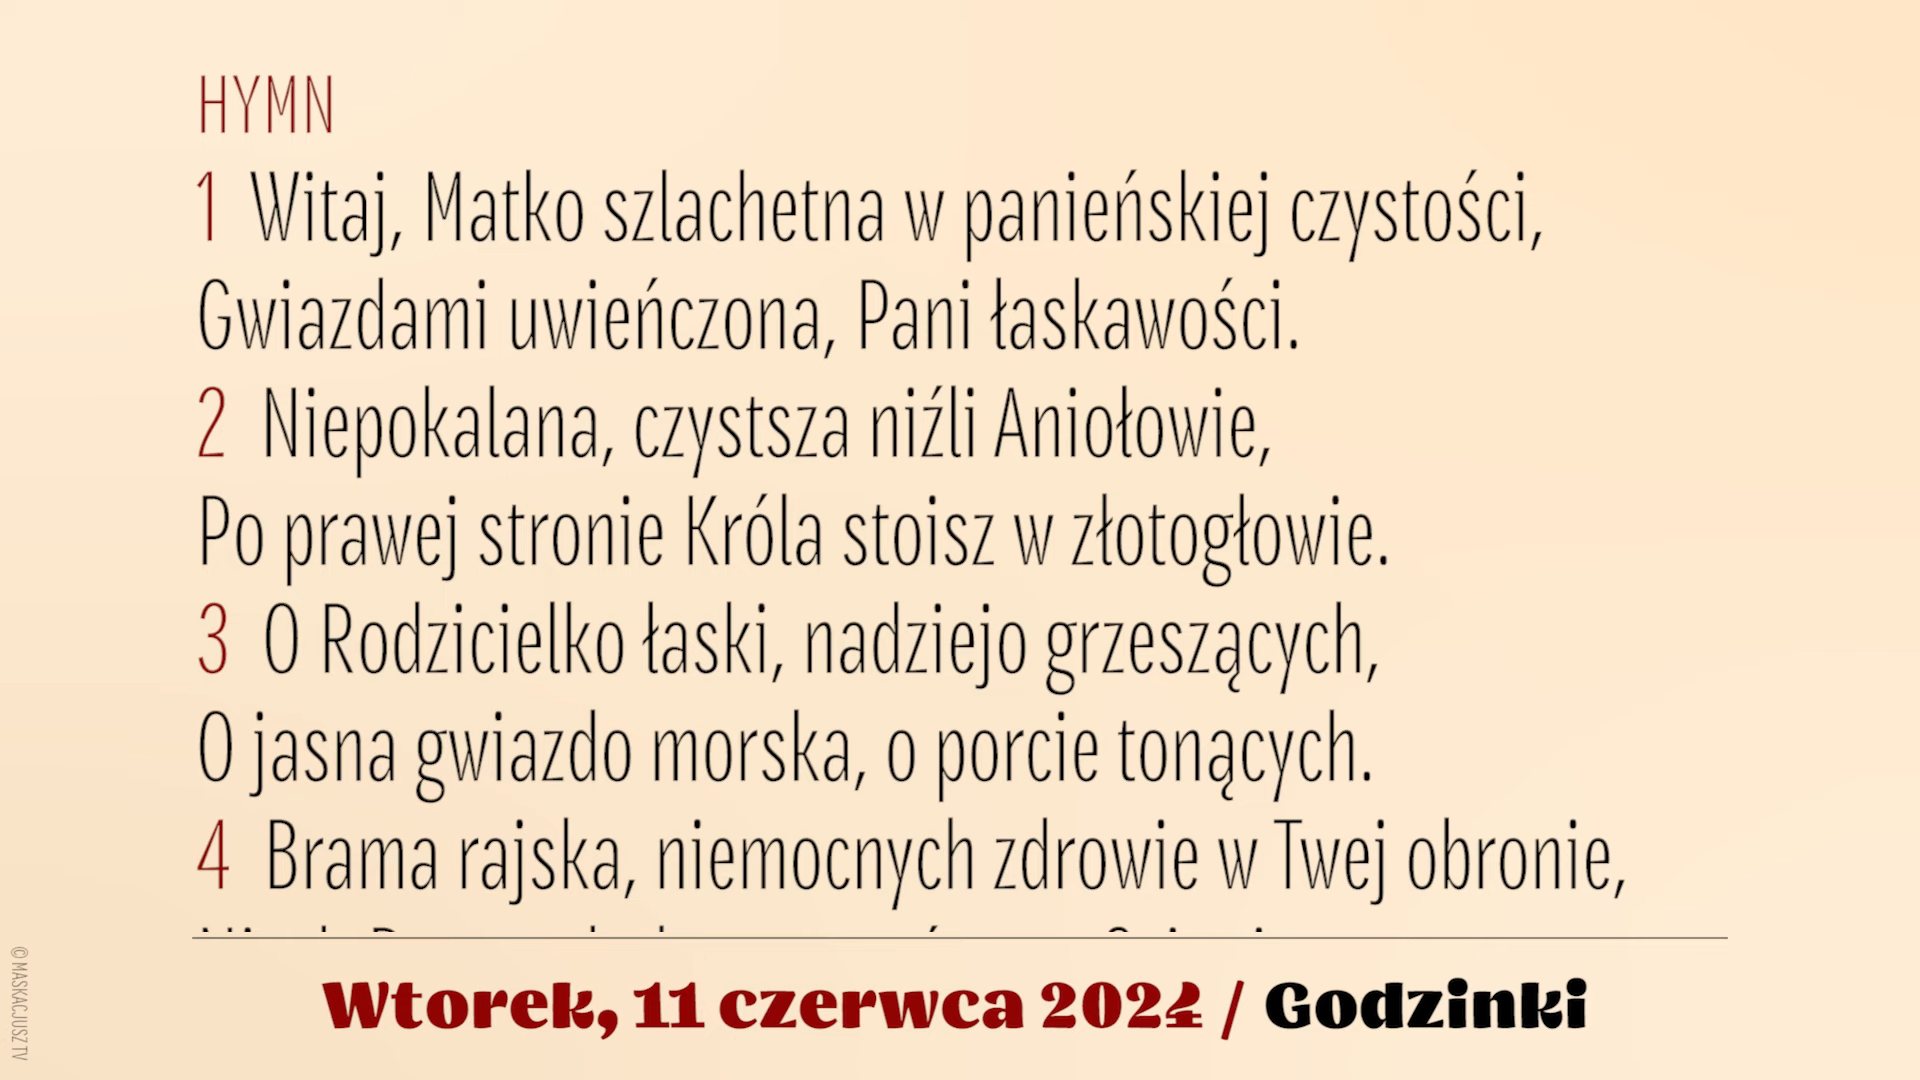 HYMN
1 Witaj, Matko szlachetna w panieńskiej czystości,
Gwiazdami uwieńczona, Pani łaskawości.
2 Niepokalana, czystsza niźli Aniołowie,
Po prawej stronie Króla stoisz w złotogłowie.
3 O Rodzicielko łaski, nadziejo grzeszących,
O jasna gwiazdo morska, o porcie tonących.
4 Brama rajska, niemocnych zdrowie w Twej obronie,
Wtorek, 11 czerwca 2024 / Godzinki
© MASKACJUSZ TV